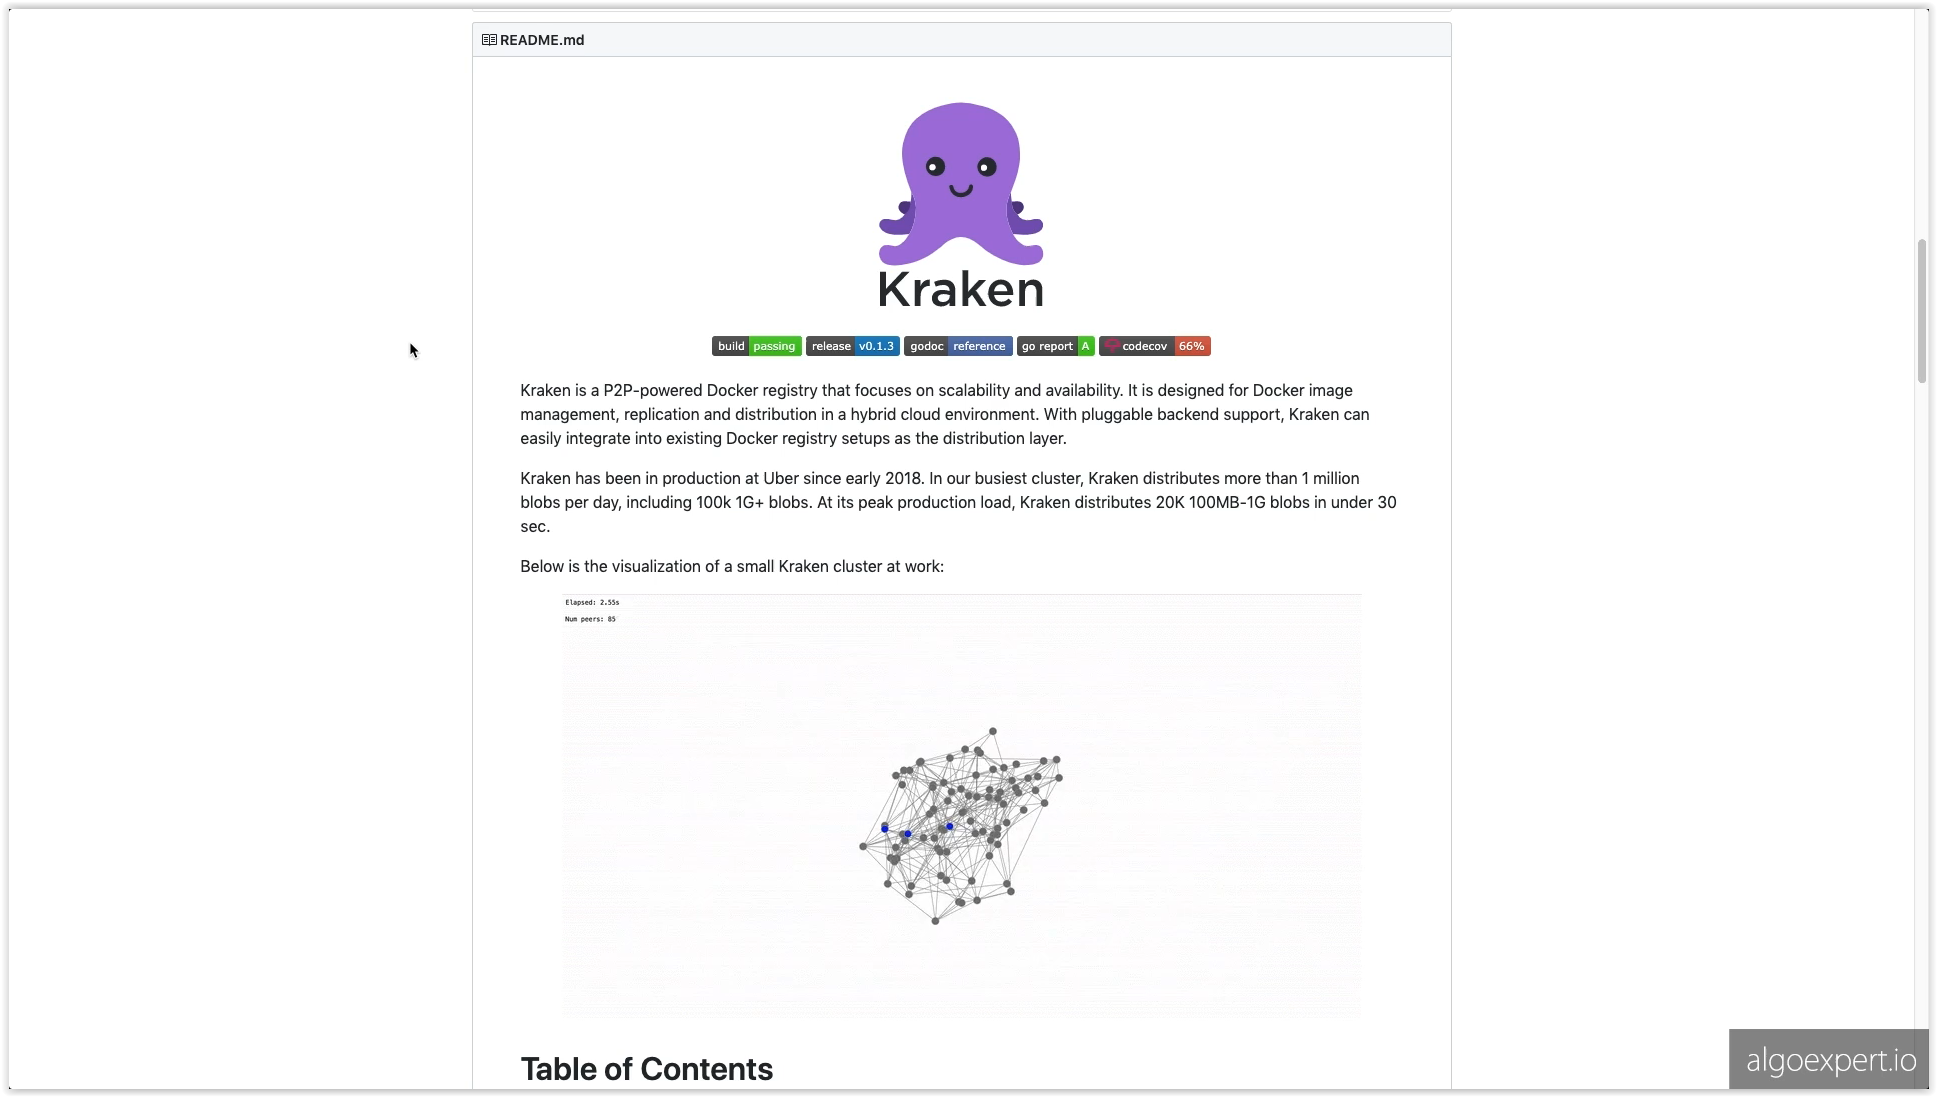 README.md
Kraken
build passing release v0.1.3 godoc reference go report A codecov 66%
Kraken is a P2P-powered Docker registry that focuses on scalability and availability. It is designed for Docker image
management, replication and distribution in a hybrid cloud environment. With pluggable backend support, Kraken can
easily integrate into existing Docker registry setups as the distribution layer.
Kraken has been in production at Uber since early 2018. In our busiest cluster, Kraken distributes more than 1 million
blobs per day, including 100k 1G+ blobs. At its peak production load, Kraken distributes 20K 100MB-1G blobs in under 30
sec.
Below is the visualization of a small Kraken cluster at work:
Elapsed: 2.55s
Num peers: 85
Table of Contents
algoexpert.io